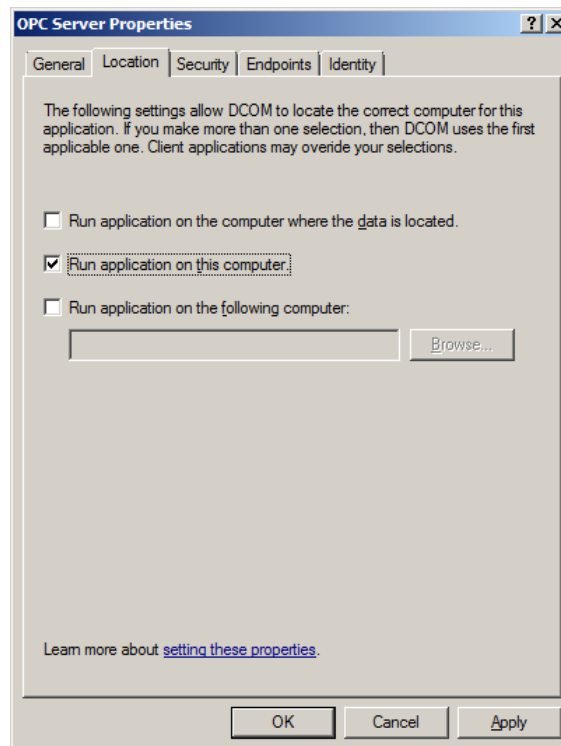 OPC Server Properties
General Location Security Endpoints Identity
The following settings allow DCOM to locate the correct computer for this
application. If you make more than one selection, then DCOM uses the first
applicable one. Client applications may overide your selections.
Run application on the computer where the data is located.
Run application on this computer.
Run application on the following computer:
Browse...
Learn more about setting these properties.
OK Cancel Apply